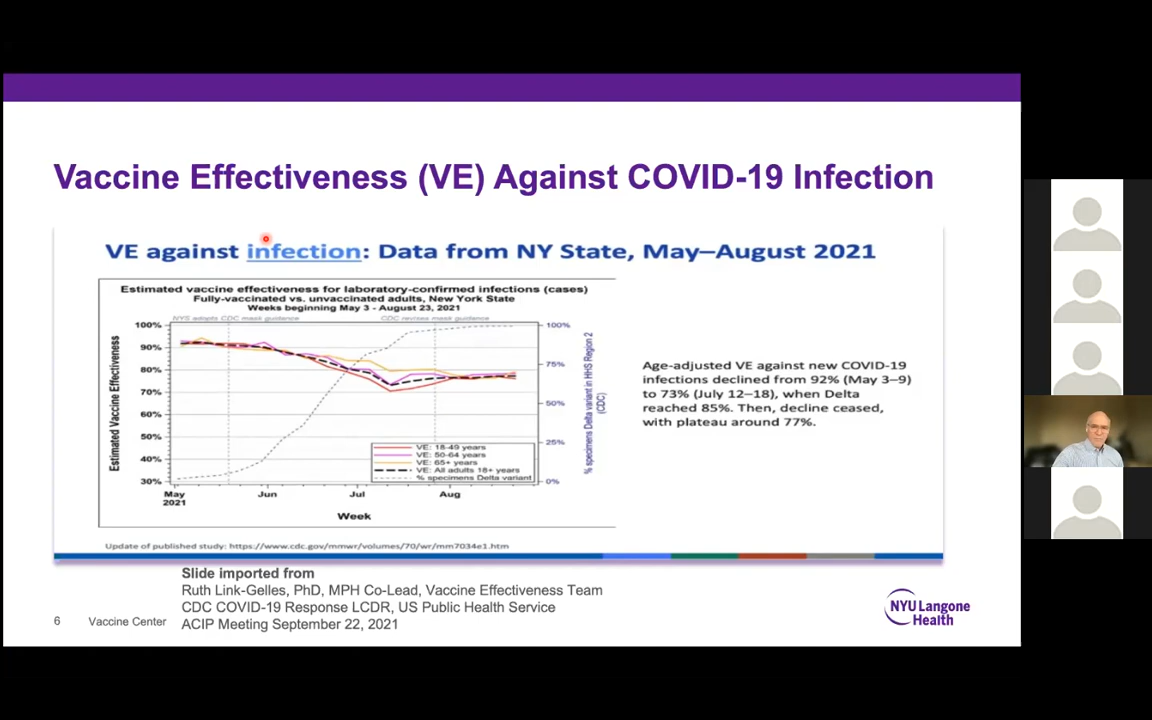 Vaccine Effectiveness (VE) Against COVID-19 Infection
VE against infection: Data from NY State, May–August 2021
Estimated vaccine effectiveness for laboratory-confirmed infections (cases)
Fully-vaccinated vs. unvaccinated adults, New York State
Weeks beginning May 3 - August 23, 2021
NYS adopts CDC mask guidance
CDC revises mask guidance
100%
90%
80%
70%
60%
50%
40%
30%
Estimated Vaccine Effectiveness
100%
75%
50%
25%
0%
% specimens Delta variant in HHS Region 2
(CDC)
VE: 18-49 years
VE: 50-64 years
VE: 65+ years
VE: All adults 18+ years
% specimens Delta variant
May
2021
Jun
Jul
Aug
Week
Age-adjusted VE against new COVID-19
infections declined from 92% (May 3–9)
to 73% (July 12–18), when Delta
reached 85%. Then, decline ceased,
with plateau around 77%.
Update of published study: https://www.cdc.gov/mmwr/volumes/70/wr/mm7034e1.htm
Slide imported from
Ruth Link-Gelles, PhD, MPH Co-Lead, Vaccine Effectiveness Team
CDC COVID-19 Response LCDR, US Public Health Service
ACIP Meeting September 22, 2021
6
Vaccine Center
NYU Langone
Health